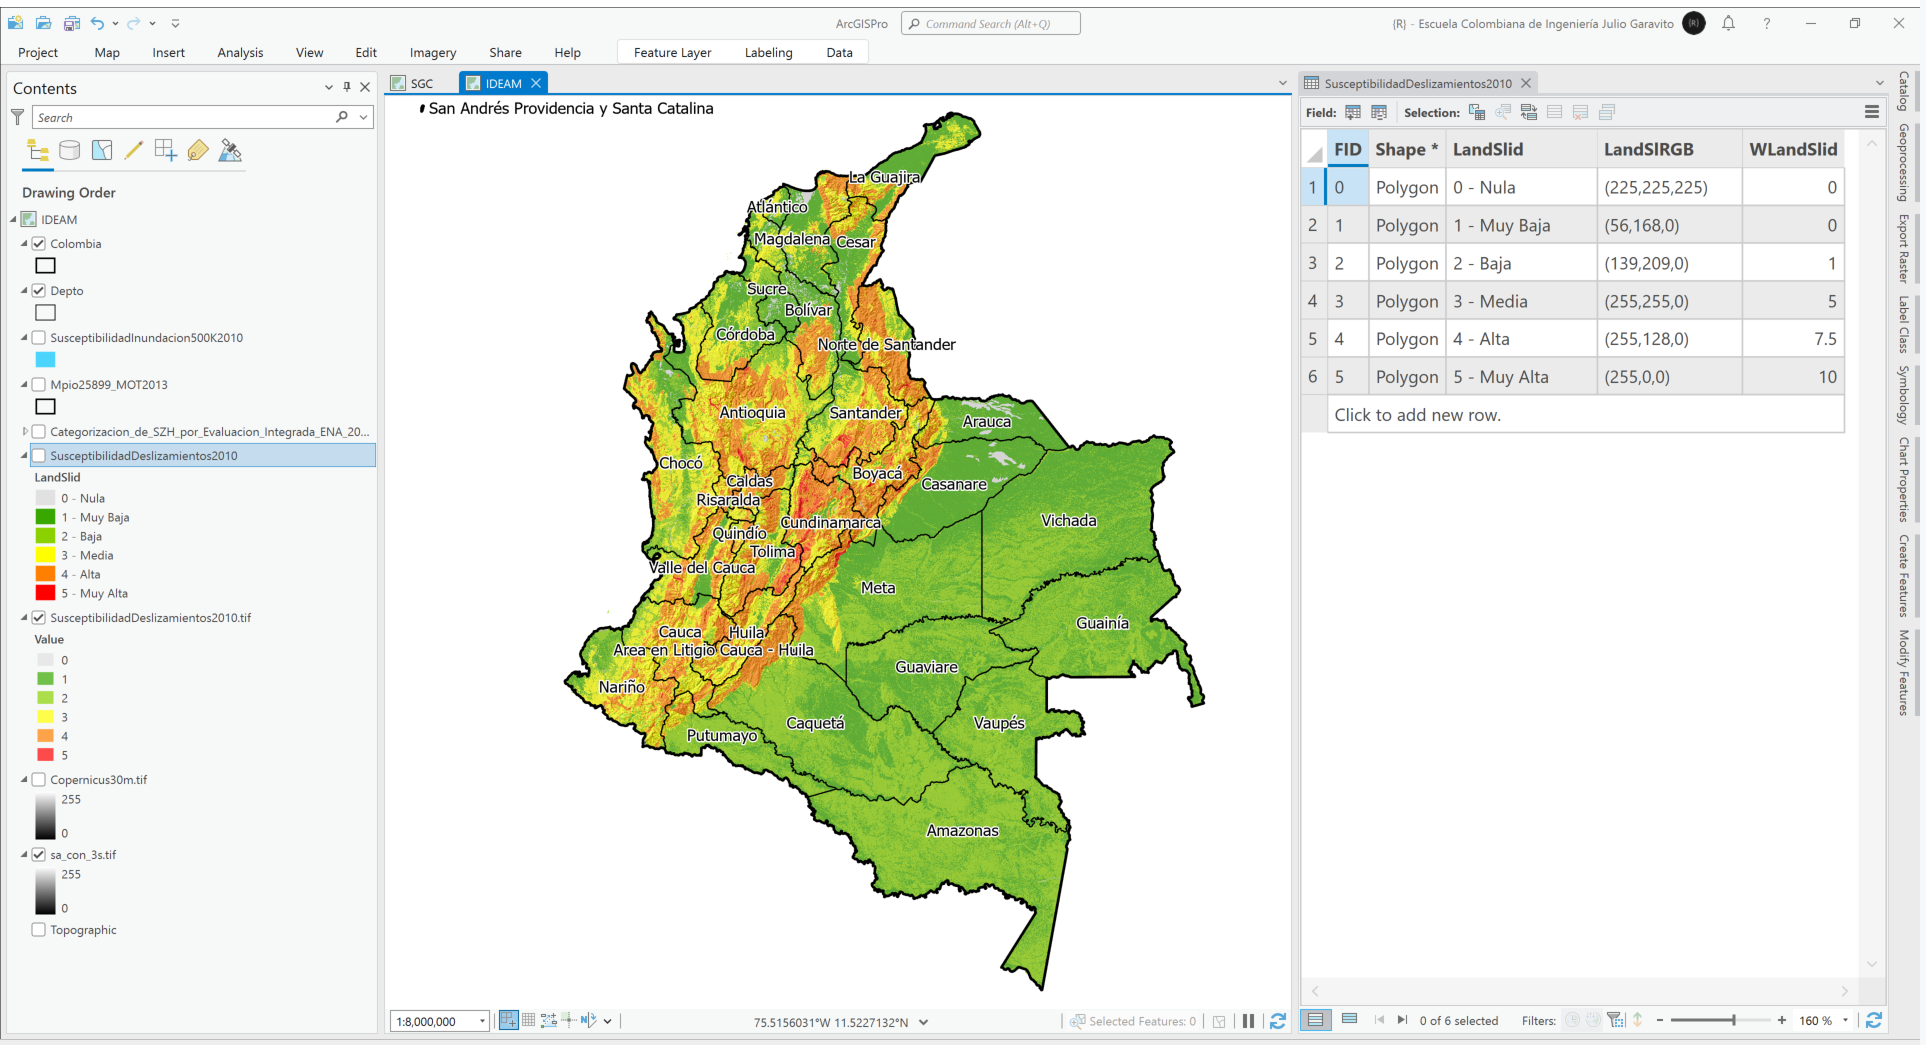 ArcGISPro
Command Search (Alt+Q)
{R} - Escuela Colombiana de Ingeniería Julio Garavito
(R)
?
Project
Map
Insert
Analysis
View
Edit
Imagery
Share
Help
Feature Layer
Labeling
Data
Contents
Search
Drawing Order
IDEAM
Colombia
Depto
SusceptibilidadInundacion500K2010
Mpio25899_MOT2013
Categorizacion_de_SZH_por_Evaluacion_Integrada_ENA_20...
SusceptibilidadDeslizamientos2010
LandSlid
0 - Nula
1 - Muy Baja
2 - Baja
3 - Media
4 - Alta
5 - Muy Alta
SusceptibilidadDeslizamientos2010.tif
Value
0
1
2
3
4
5
Copernicus30m.tif
255
0
sa_con_3s.tif
255
0
Topographic
SGC
IDEAM
San Andrés Providencia y Santa Catalina
La Guajira
Atlántico
Magdalena
Cesar
Sucre
Bolívar
Córdoba
Norte de Santander
Antioquia
Santander
Arauca
Chocó
Boyacá
Caldas
Casanare
Risaralda
Cundinamarca
Vichada
Quindío
Tolima
Valle del Cauca
Meta
Guainía
Cauca
Huila
Area en Litigio Cauca - Huila
Guaviare
Nariño
Caquetá
Vaupés
Putumayo
Amazonas
1:8,000,000
75.5156031°W 11.5227132°N
Selected Features: 0
SusceptibilidadDeslizamientos2010
Field:
Selection:
FID Shape * LandSlid LandSlRGB WLandSlid
1 0 Polygon 0 - Nula (225,225,225) 0
2 1 Polygon 1 - Muy Baja (56,168,0) 0
3 2 Polygon 2 - Baja (139,209,0) 1
4 3 Polygon 3 - Media (255,255,0) 5
5 4 Polygon 4 - Alta (255,128,0) 7.5
6 5 Polygon 5 - Muy Alta (255,0,0) 10
Click to add new row.
0 of 6 selected
Filters:
- + 160 %
Catalog
Geoprocessing
Export Raster
Label Class
Symbology
Chart Properties
Create Features
Modify Features